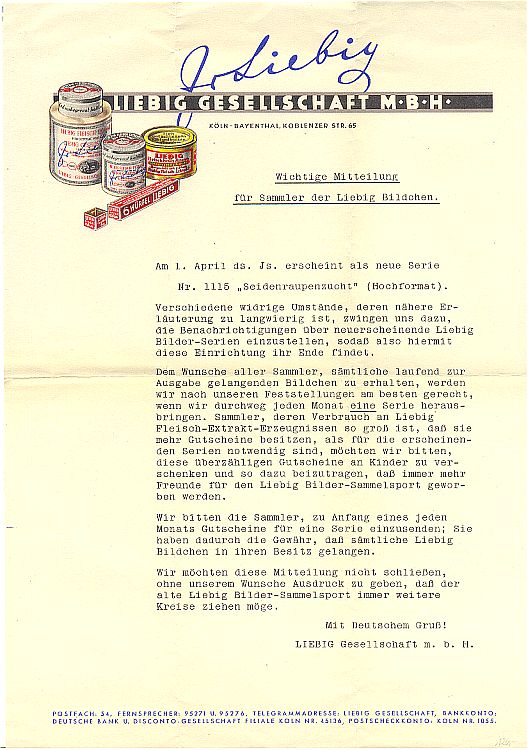 Jv Liebig
LIEBIG GESELLSCHAFT M·B·H·
KÖLN-BAYENTHAL, KOBLENZER STR. 65
LIEBIG
6 WÜRFEL LIEBIG
Wichtige Mitteilung
für Sammler der Liebig Bildchen.
Am 1. April ds. Js. erscheint als neue Serie
Nr. 1115 „Seidenraupenzucht" (Hochformat).
Verschiedene widrige Umstände, deren nähere Er-
läuterung zu langwierig ist, zwingen uns dazu,
die Benachrichtigungen über neuerscheinende Liebig
Bilder-Serien einzustellen, sodaß also hiermit
diese Einrichtung ihr Ende findet.
Dem Wunsche aller Sammler, sämtliche laufend zur
Ausgabe gelangenden Bildchen zu erhalten, werden
wir nach unseren Feststellungen am besten gerecht,
wenn wir durchweg jeden Monat eine Serie heraus-
bringen. Sammler, deren Verbrauch an Liebig
Fleisch-Extrakt-Erzeugnissen so groß ist, daß sie
mehr Gutscheine besitzen, als für die erscheinen-
den Serien notwendig sind, möchten wir bitten,
diese überzähligen Gutscheine an Kinder zu ver-
schenken und so dazu beizutragen, daß immer mehr
Freunde für den Liebig Bilder-Sammelsport gewor-
ben werden.
Wir bitten die Sammler, zu Anfang eines jeden
Monats Gutscheine für eine Serie einzusenden; Sie
haben dadurch die Gewähr, daß sämtliche Liebig
Bildchen in ihren Besitz gelangen.
Wir möchten diese Mitteilung nicht schließen,
ohne unserem Wunsche Ausdruck zu geben, daß der
alte Liebig Bilder-Sammelsport immer weitere
Kreise ziehen möge.
Mit Deutschem Gruß!
LIEBIG Gesellschaft m. b. H.
POSTFACH: 54, FERNSPRECHER: 95271 U. 95276, TELEGRAMMADRESSE: LIEBIG GESELLSCHAFT, BANKKONTO:
DEUTSCHE BANK U. DISCONTO-GESELLSCHAFT FILIALE KÖLN NR. 45136, POSTSCHECKKONTO: KÖLN NR. 1055.